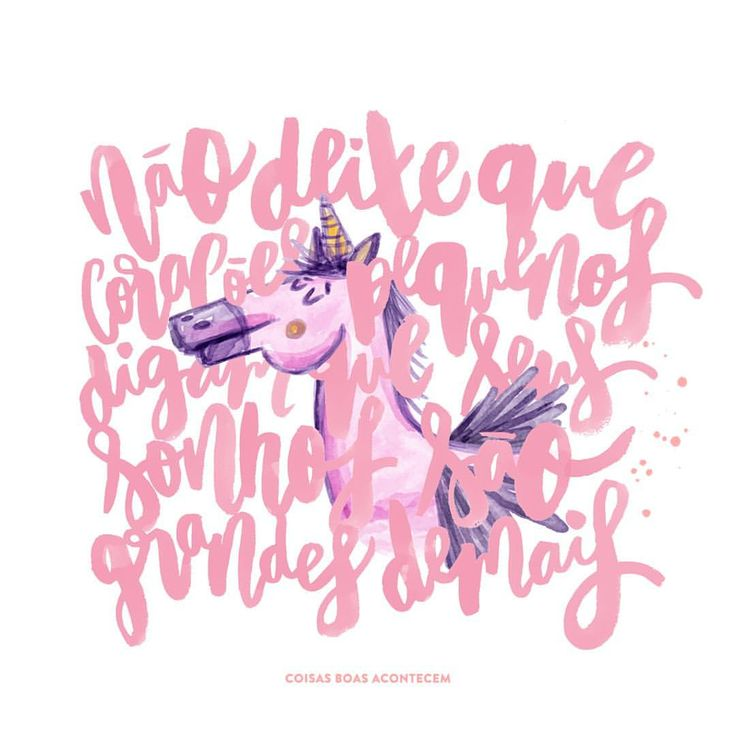 não deixe que
corações pequenos
digam que seus
sonhos são
grandes demais
COISAS BOAS ACONTECEM